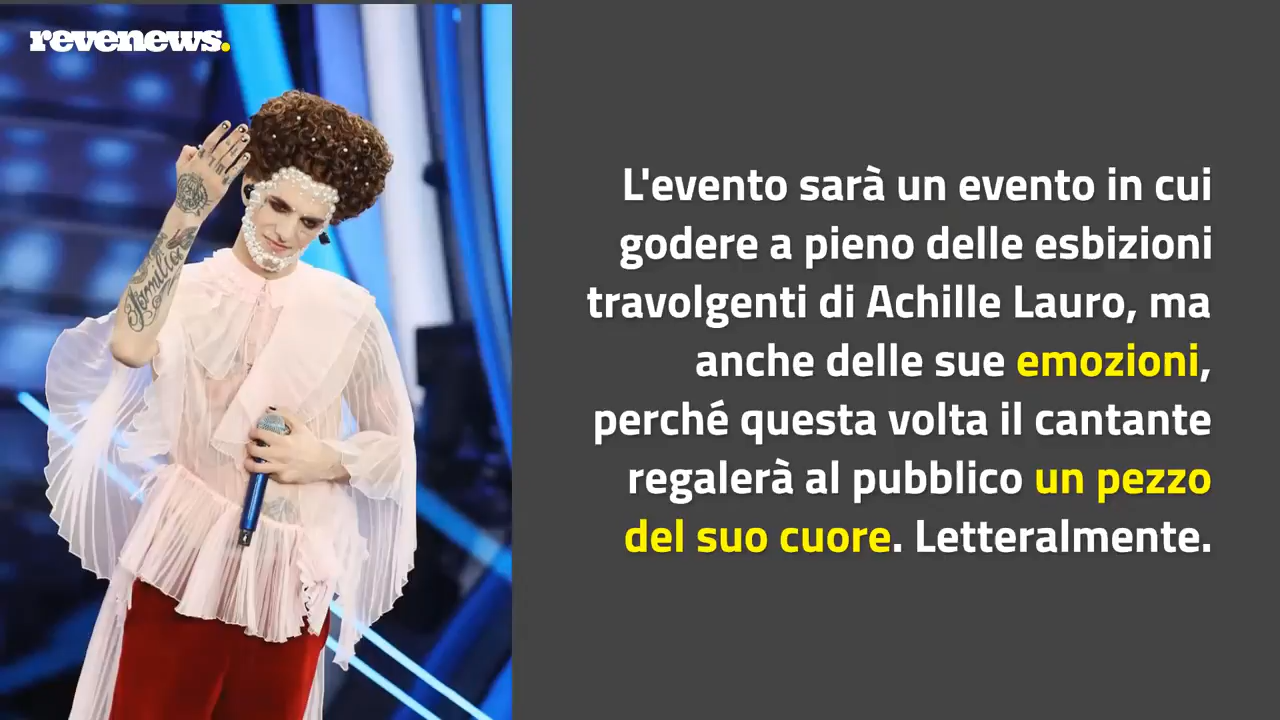 revenews.
L'evento sarà un evento in cui
godere a pieno delle esbizioni
travolgenti di Achille Lauro, ma
anche delle sue emozioni,
perché questa volta il cantante
regalerà al pubblico un pezzo
del suo cuore. Letteralmente.